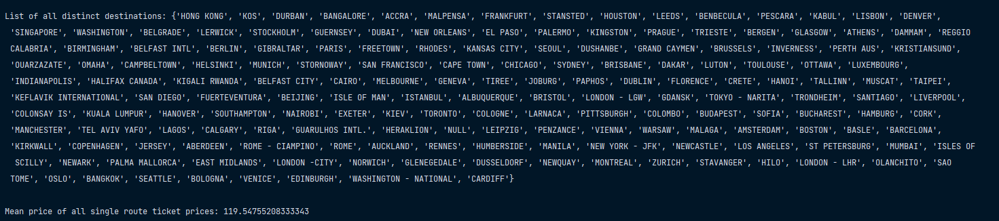 List of all distinct destinations: {'HONG KONG', 'KOS', 'DURBAN', 'BANGALORE', 'ACCRA', 'MALPENSA', 'FRANKFURT', 'STANSTED', 'HOUSTON', 'LEEDS', 'BENBECULA', 'PESCARA', 'KABUL', 'LISBON', 'DENVER',
'SINGAPORE', 'WASHINGTON', 'BELGRADE', 'LERWICK', 'STOCKHOLM', 'GUERNSEY', 'DUBAI', 'NEW ORLEANS', 'EL PASO', 'PALERMO', 'KINGSTON', 'PRAGUE', 'TRIESTE', 'BERGEN', 'GLASGOW', 'ATHENS', 'DAMMAM', 'REGGIO
CALABRIA', 'BIRMINGHAM', 'BELFAST INTL', 'BERLIN', 'GIBRALTAR', 'PARIS', 'FREETOWN', 'RHODES', 'KANSAS CITY', 'SEOUL', 'DUSHANBE', 'GRAND CAYMEN', 'BRUSSELS', 'INVERNESS', 'PERTH AUS', 'KRISTIANSUND',
'OUARZAZATE', 'OMAHA', 'CAMPBELTOWN', 'HELSINKI', 'MUNICH', 'STORNOWAY', 'SAN FRANCISCO', 'CAPE TOWN', 'CHICAGO', 'SYDNEY', 'BRISBANE', 'DAKAR', 'LUTON', 'TOULOUSE', 'OTTAWA', 'LUXEMBOURG',
'INDIANAPOLIS', 'HALIFAX CANADA', 'KIGALI RWANDA', 'BELFAST CITY', 'CAIRO', 'MELBOURNE', 'GENEVA', 'TIREE', 'JOBURG', 'PAPHOS', 'DUBLIN', 'FLORENCE', 'CRETE', 'HANOI', 'TALLINN', 'MUSCAT', 'TAIPEI',
'KEFLAVIK INTERNATIONAL', 'SAN DIEGO', 'FUERTEVENTURA', 'BEIJING', 'ISLE OF MAN', 'ISTANBUL', 'ALBUQUERQUE', 'BRISTOL', 'LONDON - LGW', 'GDANSK', 'TOKYO - NARITA', 'TRONDHEIM', 'SANTIAGO', 'LIVERPOOL',
'COLONSAY IS', 'KUALA LUMPUR', 'HANOVER', 'SOUTHAMPTON', 'NAIROBI', 'EXETER', 'KIEV', 'TORONTO', 'COLOGNE', 'LARNACA', 'PITTSBURGH', 'COLOMBO', 'BUDAPEST', 'SOFIA', 'BUCHAREST', 'HAMBURG', 'CORK',
'MANCHESTER', 'TEL AVIV YAFO', 'LAGOS', 'CALGARY', 'RIGA', 'GUARULHOS INTL.', 'HERAKLION', 'NULL', 'LEIPZIG', 'PENZANCE', 'VIENNA', 'WARSAW', 'MALAGA', 'AMSTERDAM', 'BOSTON', 'BASLE', 'BARCELONA',
'KIRKWALL', 'COPENHAGEN', 'JERSEY', 'ABERDEEN', 'ROME - CIAMPINO', 'ROME', 'AUCKLAND', 'RENNES', 'HUMBERSIDE', 'MANILA', 'NEW YORK - JFK', 'NEWCASTLE', 'LOS ANGELES', 'ST PETERSBURG', 'MUMBAI', 'ISLES OF
SCILLY', 'NEWARK', 'PALMA MALLORCA', 'EAST MIDLANDS', 'LONDON -CITY', 'NORWICH', 'GLENEGEDALE', 'DUSSELDORF', 'NEWQUAY', 'MONTREAL', 'ZURICH', 'STAVANGER', 'HILO', 'LONDON - LHR', 'OLANCHITO', 'SAO
TOME', 'OSLO', 'BANGKOK', 'SEATTLE', 'BOLOGNA', 'VENICE', 'EDINBURGH', 'WASHINGTON - NATIONAL', 'CARDIFF'}
Mean price of all single route ticket prices: 119.54755208333343